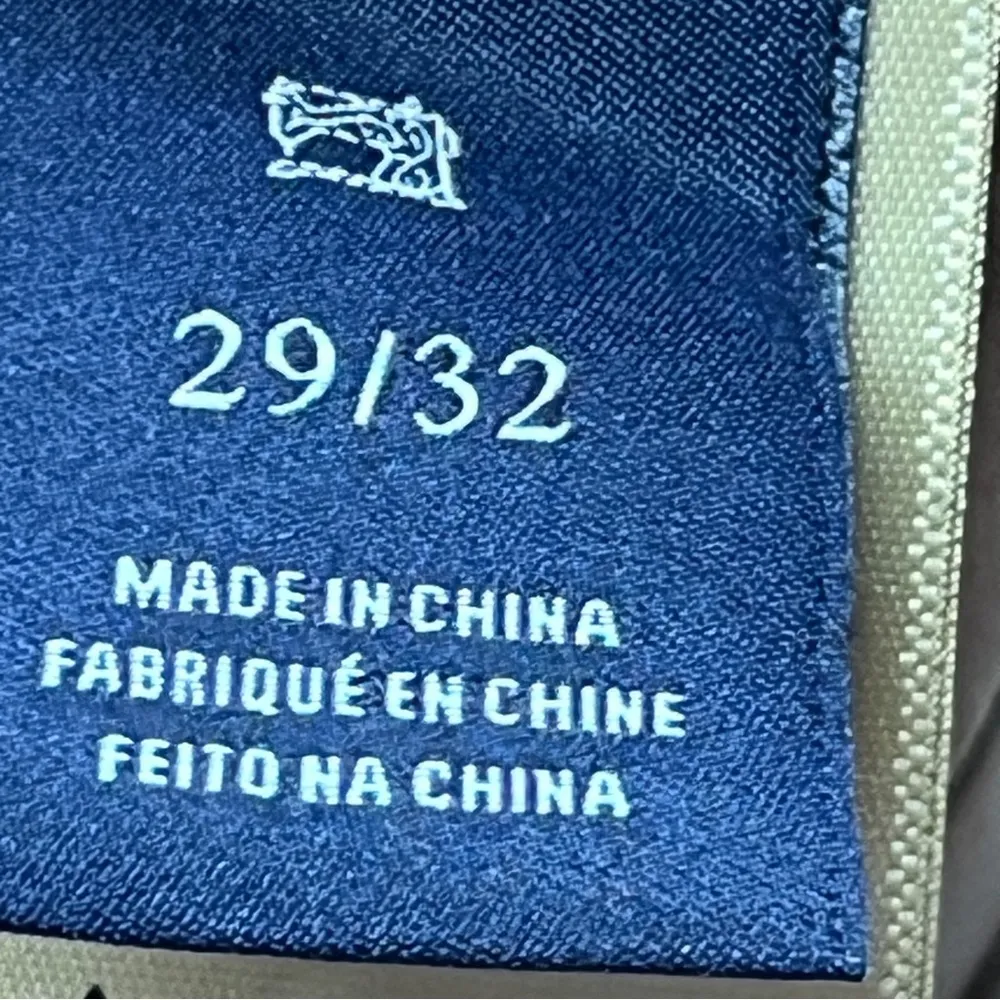 29/32
MADE IN CHINA
FABRIQUÉ EN CHINE
FEITO NA CHINA